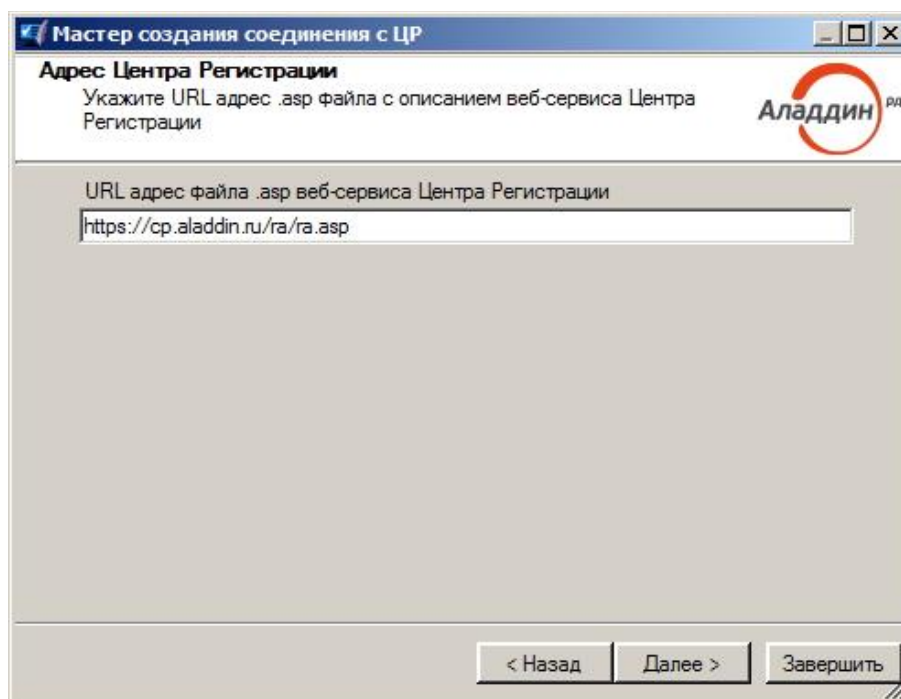 Мастер создания соединения с ЦР
Адрес Центра Регистрации
Укажите URL адрес .asp файла с описанием веб-сервиса Центра
Регистрации
Аладдин РД
URL адрес файла .asp веб-сервиса Центра Регистрации
https://cp.aladdin.ru/ra/ra.asp
< Назад
Далее >
Завершить